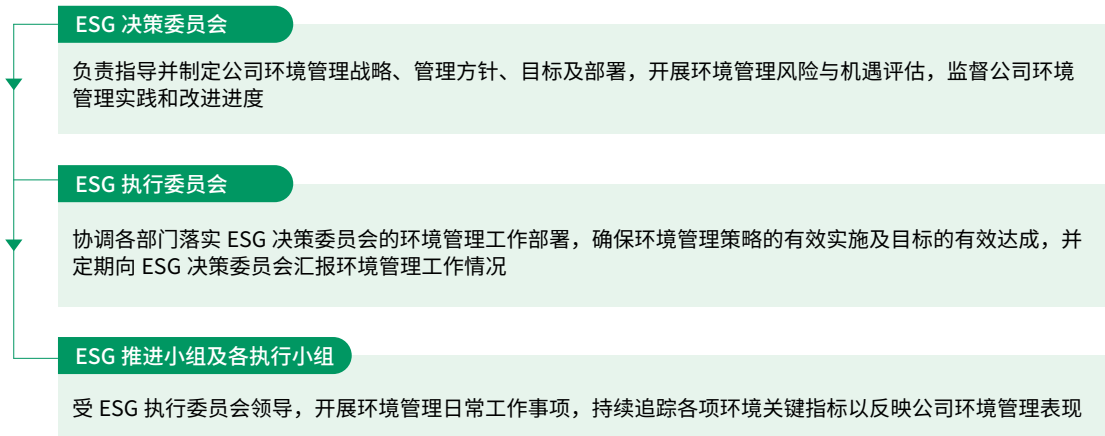 ESG 决策委员会
负责指导并制定公司环境管理战略、管理方针、目标及部署，开展环境管理风险与机遇评估，监督公司环境
管理实践和改进进度
ESG 执行委员会
协调各部门落实 ESG 决策委员会的环境管理工作部署，确保环境管理策略的有效实施及目标的有效达成，并
定期向 ESG 决策委员会汇报环境管理工作情况
ESG 推进小组及各执行小组
受 ESG 执行委员会领导，开展环境管理日常工作事项，持续追踪各项环境关键指标以反映公司环境管理表现